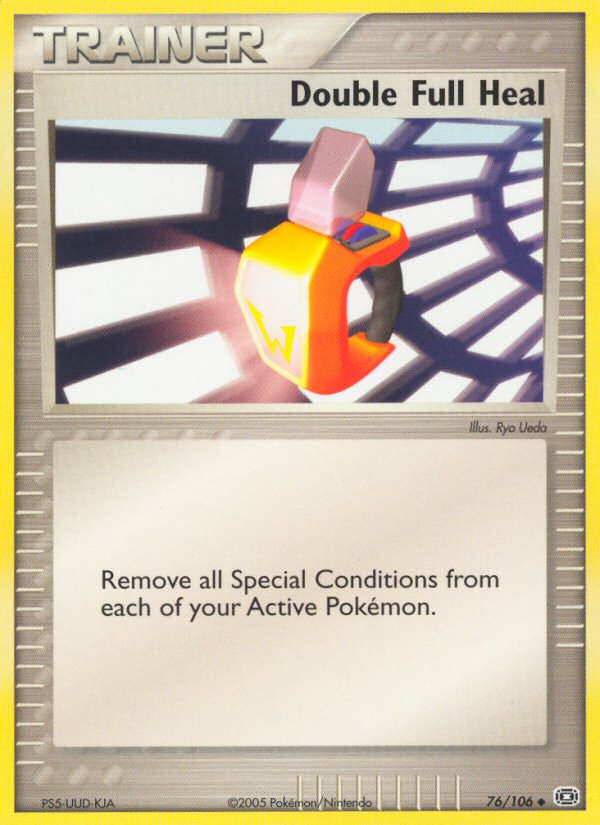 TRAINER
Double Full Heal
W
Illus. Ryo Ueda
Remove all Special Conditions from
each of your Active Pokémon.
PS5-UUD-KJA
©2005 Pokémon/Nintendo
76/106